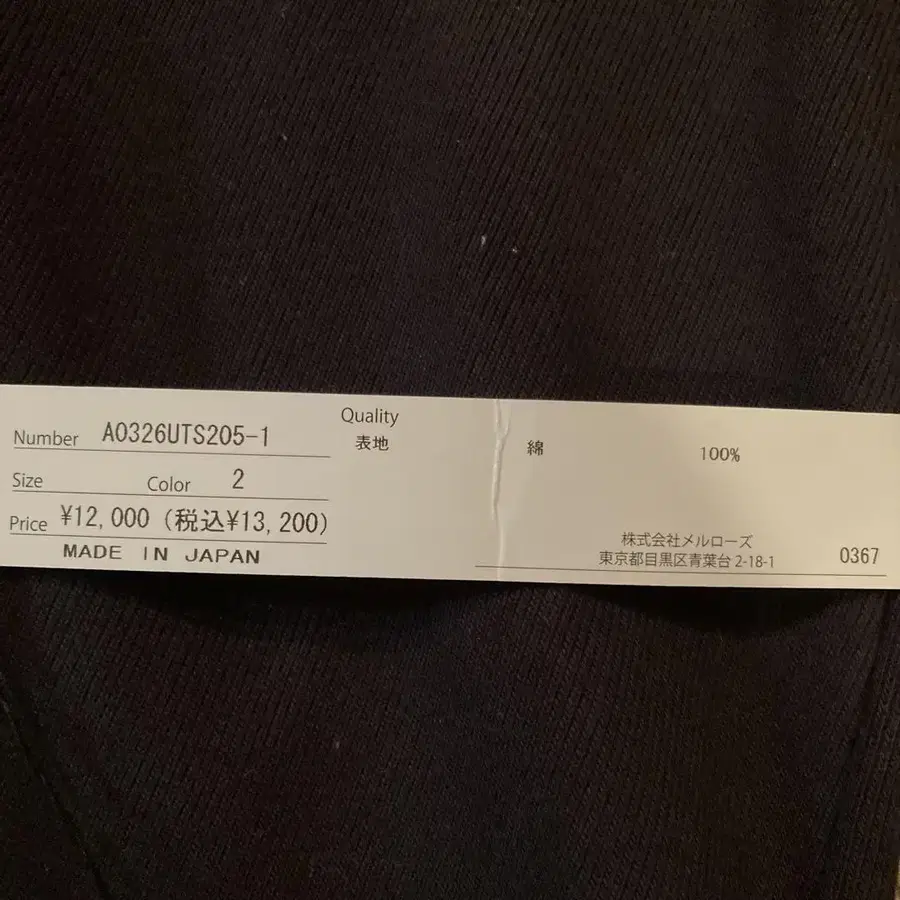 Number A0326UTS205-1
Size Color 2
Price ¥12,000 (税込¥13,200)
MADE IN JAPAN
Quality
表地
綿 100%
株式会社メルローズ
東京都目黒区青葉台 2-18-1
0367